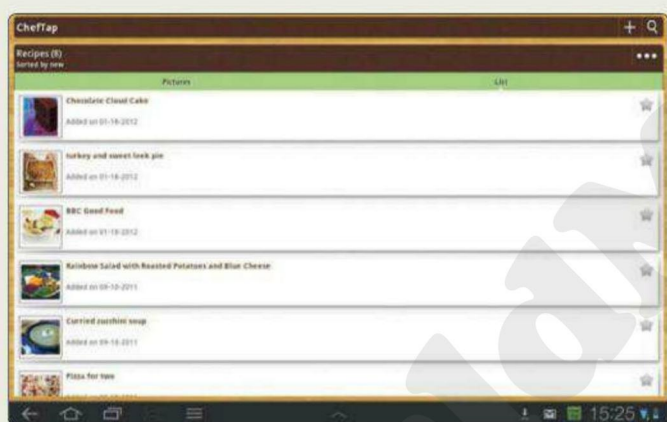 ChefTap
Recipes (8)
Sorted by new
Pictures
List
Chocolate Cloud Cake
Added on 01-18-2012
turkey and sweet leek pie
Added on 01-18-2012
BBC Good Food
Added on 01-18-2012
Rainbow Salad with Roasted Potatoes and Blue Cheese
Added on 09-10-2011
Curried zucchini soup
Added on 09-10-2011
Pizza for two
15:25